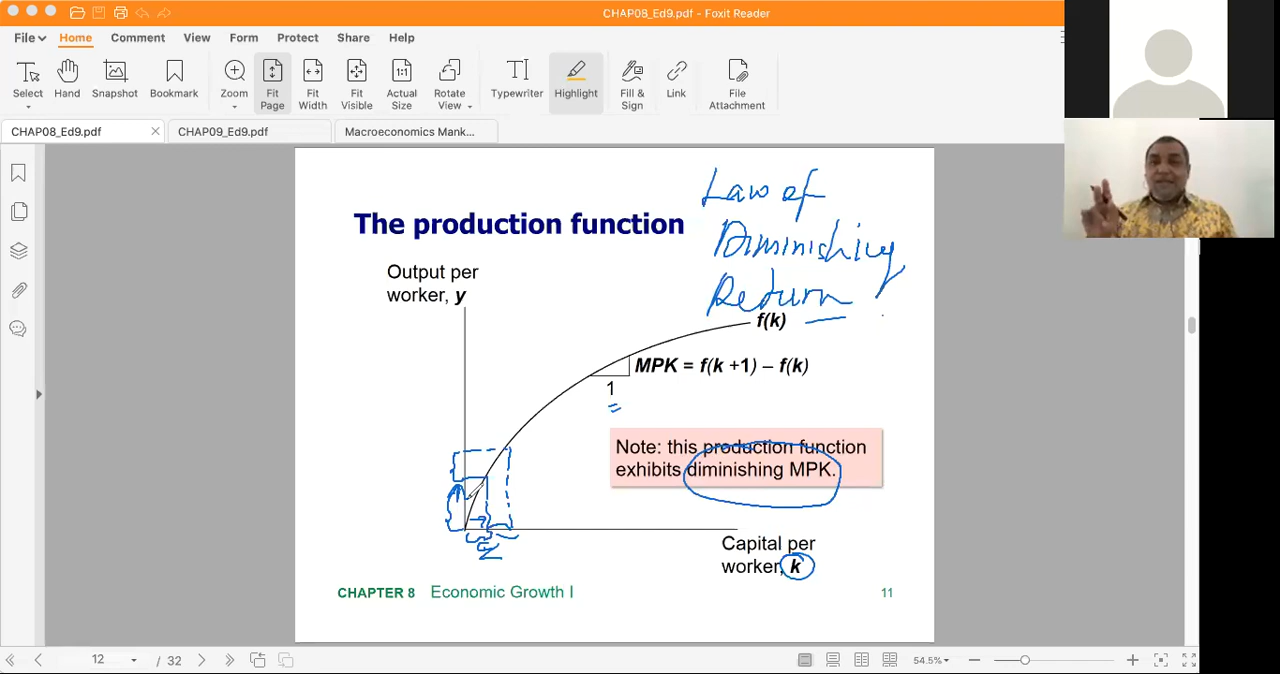 CHAP08_Ed9.pdf - Foxit Reader
File Home Comment View Form Protect Share Help
Select Hand Snapshot Bookmark Zoom Fit Page Fit Width Fit Visible Actual Size Rotate View Typewriter Highlight Fill & Sign Link File Attachment
CHAP08_Ed9.pdf CHAP09_Ed9.pdf Macroeconomics Mank...
Law of
The production function
Diminishing
Return
Output per
worker, y
f(k)
MPK = f(k +1) – f(k)
1
Note: this production function
exhibits diminishing MPK.
Capital per
worker, k
CHAPTER 8 Economic Growth I 11
12 / 32 54.5%